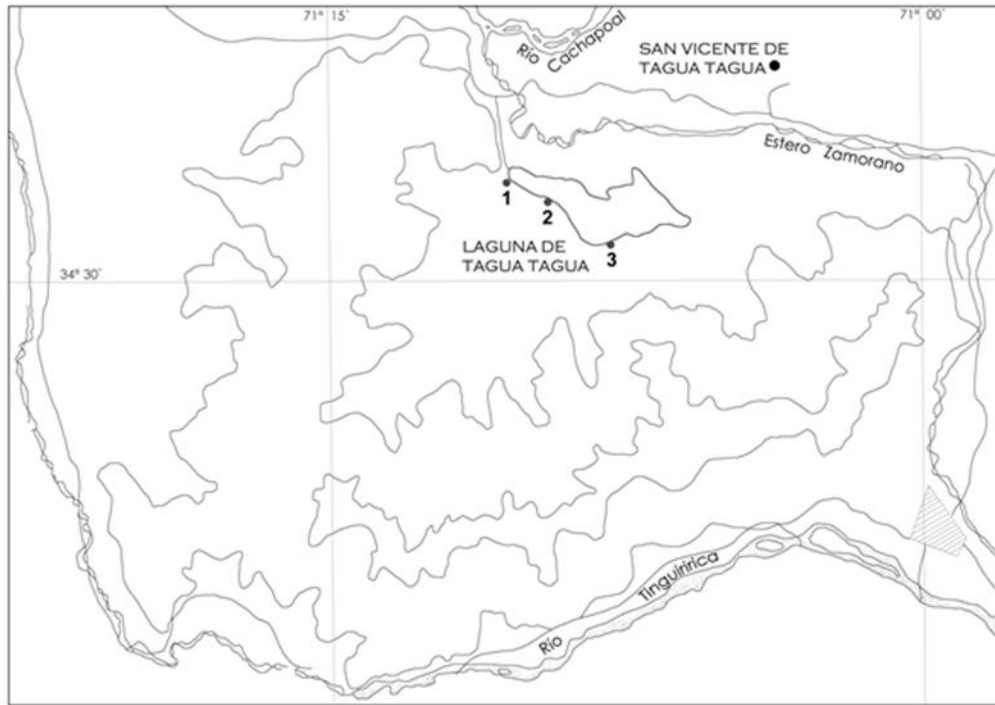 71° 15'
71° 00'
Río Cachapoal
SAN VICENTE DE
TAGUA TAGUA
Estero Zamorano
1
2
3
LAGUNA DE
TAGUA TAGUA
34° 30'
Río Tinguiririca